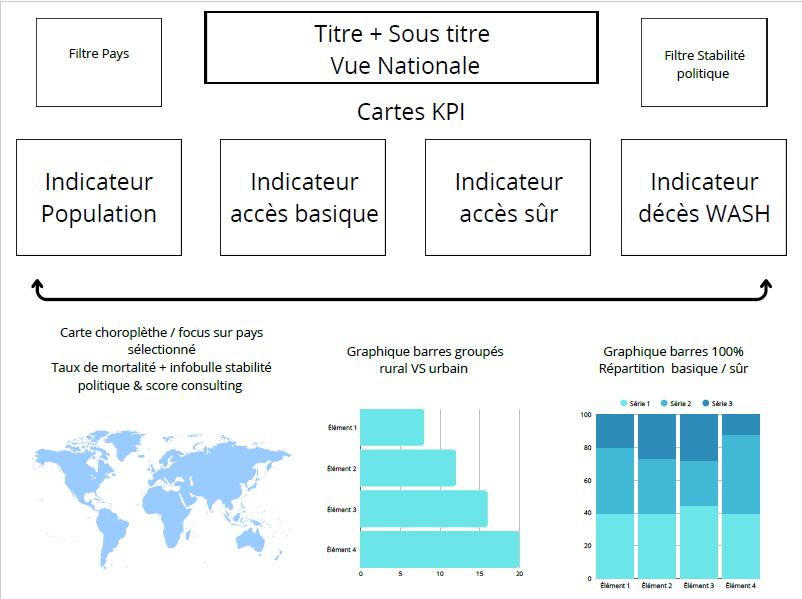 Filtre Pays
Titre + Sous titre
Vue Nationale
Filtre Stabilité
politique
Cartes KPI
Indicateur
Population
Indicateur
accès basique
Indicateur
accès sûr
Indicateur
décès WASH
Carte choroplèthe / focus sur pays
sélectionné
Taux de mortalité + infobulle stabilité
politique & score consulting
Graphique barres groupés
rural VS urbain
Élément 1
Élément 2
Élément 3
Élément 4
0 5 10 15 20
Graphique barres 100%
Répartition basique / sûr
Série 1 Série 2 Série 3
100
80
60
40
20
0
Élément 1 Élément 2 Élément 3 Élément 4